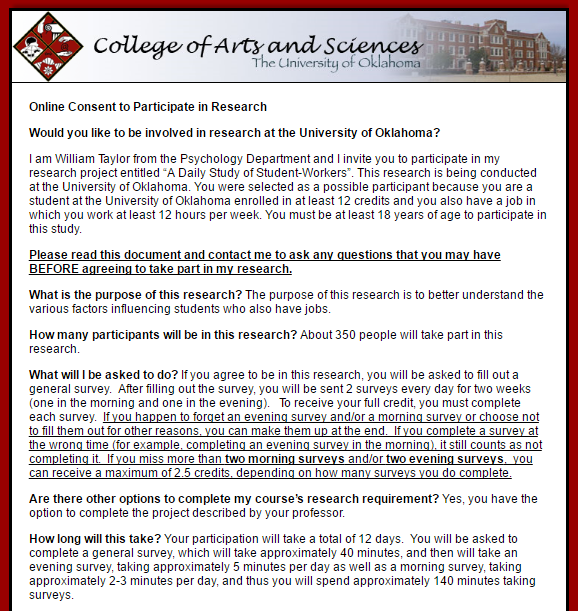 College of Arts and Sciences
The University of Oklahoma
Online Consent to Participate in Research
Would you like to be involved in research at the University of Oklahoma?
I am William Taylor from the Psychology Department and I invite you to participate in my
research project entitled “A Daily Study of Student-Workers”. This research is being conducted
at the University of Oklahoma. You were selected as a possible participant because you are a
student at the University of Oklahoma enrolled in at least 12 credits and you also have a job in
which you work at least 12 hours per week. You must be at least 18 years of age to participate in
this study.
Please read this document and contact me to ask any questions that you may have
BEFORE agreeing to take part in my research.
What is the purpose of this research? The purpose of this research is to better understand the
various factors influencing students who also have jobs.
How many participants will be in this research? About 350 people will take part in this
research.
What will I be asked to do? If you agree to be in this research, you will be asked to fill out a
general survey.  After filling out the survey, you will be sent 2 surveys every day for two weeks
(one in the morning and one in the evening).   To receive your full credit, you must complete
each survey.  If you happen to forget an evening survey and/or a morning survey or choose not
to fill them out for other reasons, you can make them up at the end.  If you complete a survey at
the wrong time (for example, completing an evening survey in the morning), it still counts as not
completing it.  If you miss more than two morning surveys and/or two evening surveys,  you
can receive a maximum of 2.5 credits, depending on how many surveys you do complete.
Are there other options to complete my course’s research requirement? Yes, you have the
option to complete the project described by your professor.
How long will this take? Your participation will take a total of 12 days.  You will be asked to
complete a general survey, which will take approximately 40 minutes, and then will take an
evening survey, taking approximately 5 minutes per day as well as a morning survey, taking
approximately 2-3 minutes per day, and thus you will spend approximately 140 minutes taking
surveys.